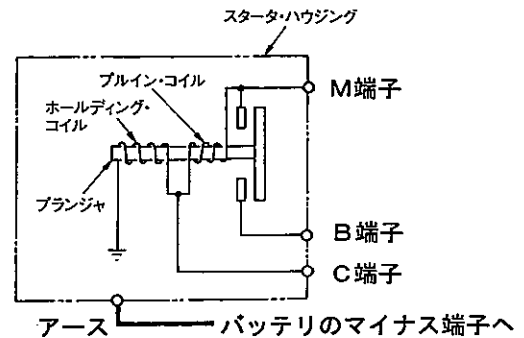 スタータ・ハウジング
プルイン・コイル
M端子
ホールディング・
コイル
プランジャ
B端子
C端子
アース
バッテリのマイナス端子へ